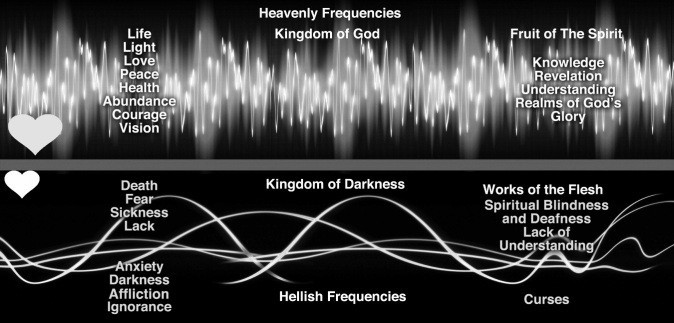 Heavenly Frequencies
Life
Light
Love
Peace
Health
Abundance
Courage
Vision
Kingdom of God
Fruit of The Spirit
Knowledge
Revelation
Understanding
Realms of God's
Glory
Death
Fear
Sickness
Lack
Anxiety
Darkness
Affliction
Ignorance
Kingdom of Darkness
Hellish Frequencies
Works of the Flesh
Spiritual Blindness
and Deafness
Lack of
Understanding
Curses